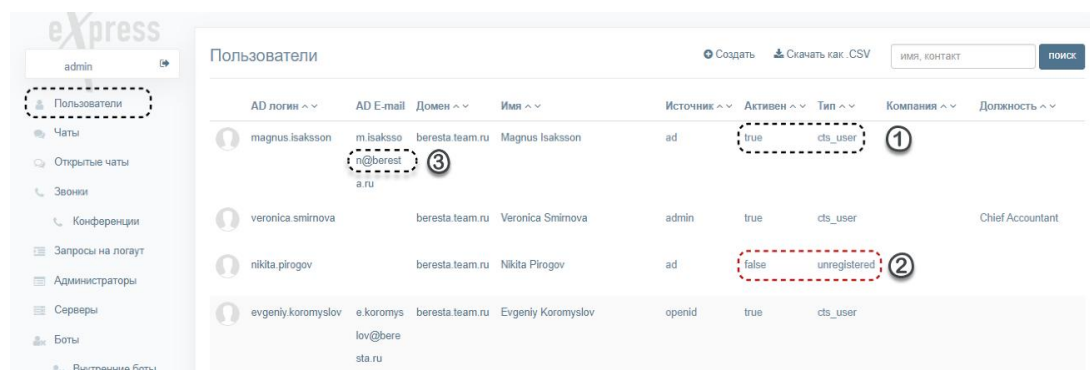 eXpress
admin
Пользователи
Чаты
Открытые чаты
Звонки
Конференции
Запросы на логаут
Администраторы
Серверы
Боты
Внутренние боты
Пользователи Создать Скачать как .CSV имя, контакт поиск
AD логин AD E-mail Домен Имя Источник Активен Тип Компания Должность
magnus.isaksson m.isaksso beresta.team.ru Magnus Isaksson ad true cts_user 1
n@berest 3
a.ru
veronica.smirnova beresta.team.ru Veronica Smirnova admin true cts_user Chief Accountant
nikita.pirogov beresta.team.ru Nikita Pirogov ad false unregistered 2
evgeniy.koromyslov e.koromys beresta.team.ru Evgeniy Koromyslov openid true cts_user
lov@bere
sta.ru